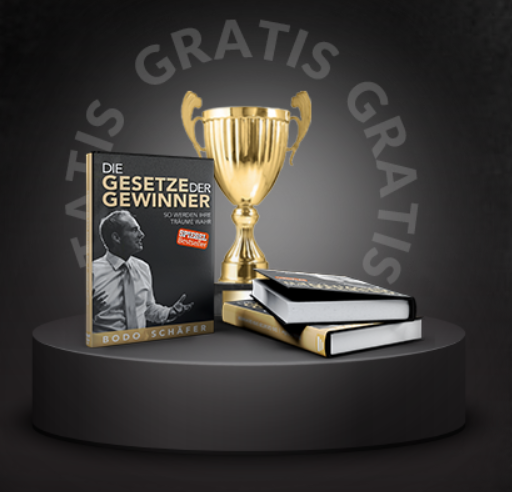 GRATIS
GRATIS
TATIS
DIE
GESETZE DER
GEWINNER
SO WERDEN IHRE
TRÄUME WAHR
SPIEGEL
Bestseller
BODO SCHÄFER